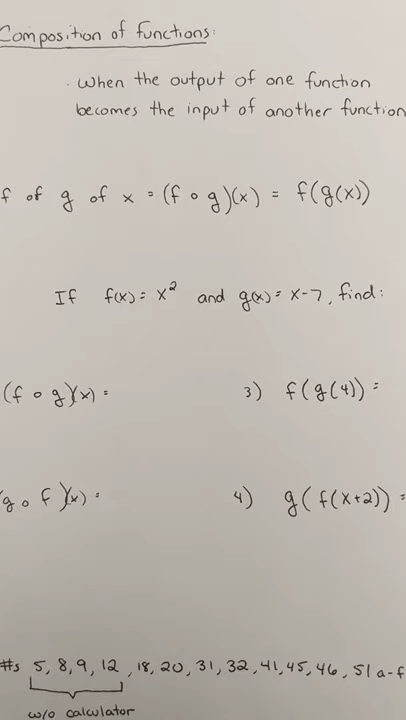 Composition of Functions:
· When the output of one function
becomes the input of another function
f of g of x = (f ∘ g)(x) = f(g(x))
If f(x) = x² and g(x) = x-7, find:
(f ∘ g)(x) =
3) f(g(4)) =
(g ∘ f)(x) =
4) g(f(x+2)) =
#s 5, 8, 9, 12, 18, 20, 31, 32, 41, 45, 46, 51 a-f
w/o calculator